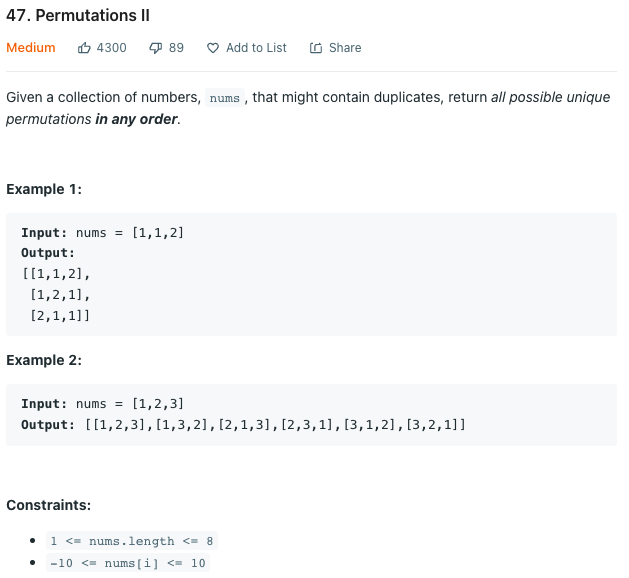 47. Permutations II
Medium 4300 89 Add to List Share
Given a collection of numbers, nums , that might contain duplicates, return all possible unique
permutations in any order.
Example 1:
Input: nums = [1,1,2]
Output:
[[1,1,2],
 [1,2,1],
 [2,1,1]]
Example 2:
Input: nums = [1,2,3]
Output: [[1,2,3],[1,3,2],[2,1,3],[2,3,1],[3,1,2],[3,2,1]]
Constraints:
• 1 <= nums.length <= 8
• -10 <= nums[i] <= 10